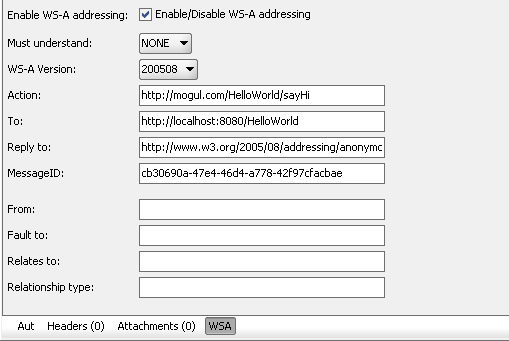 Enable WS-A addressing: Enable/Disable WS-A addressing
Must understand: NONE
WS-A Version: 200508
Action: http://mogul.com/HelloWorld/sayHi
To: http://localhost:8080/HelloWorld
Reply to: http://www.w3.org/2005/08/addressing/anonymc
MessageID: cb30690a-47e4-46d4-a778-42f97cfacbae
From:
Fault to:
Relates to:
Relationship type:
Aut Headers (0) Attachments (0) WSA